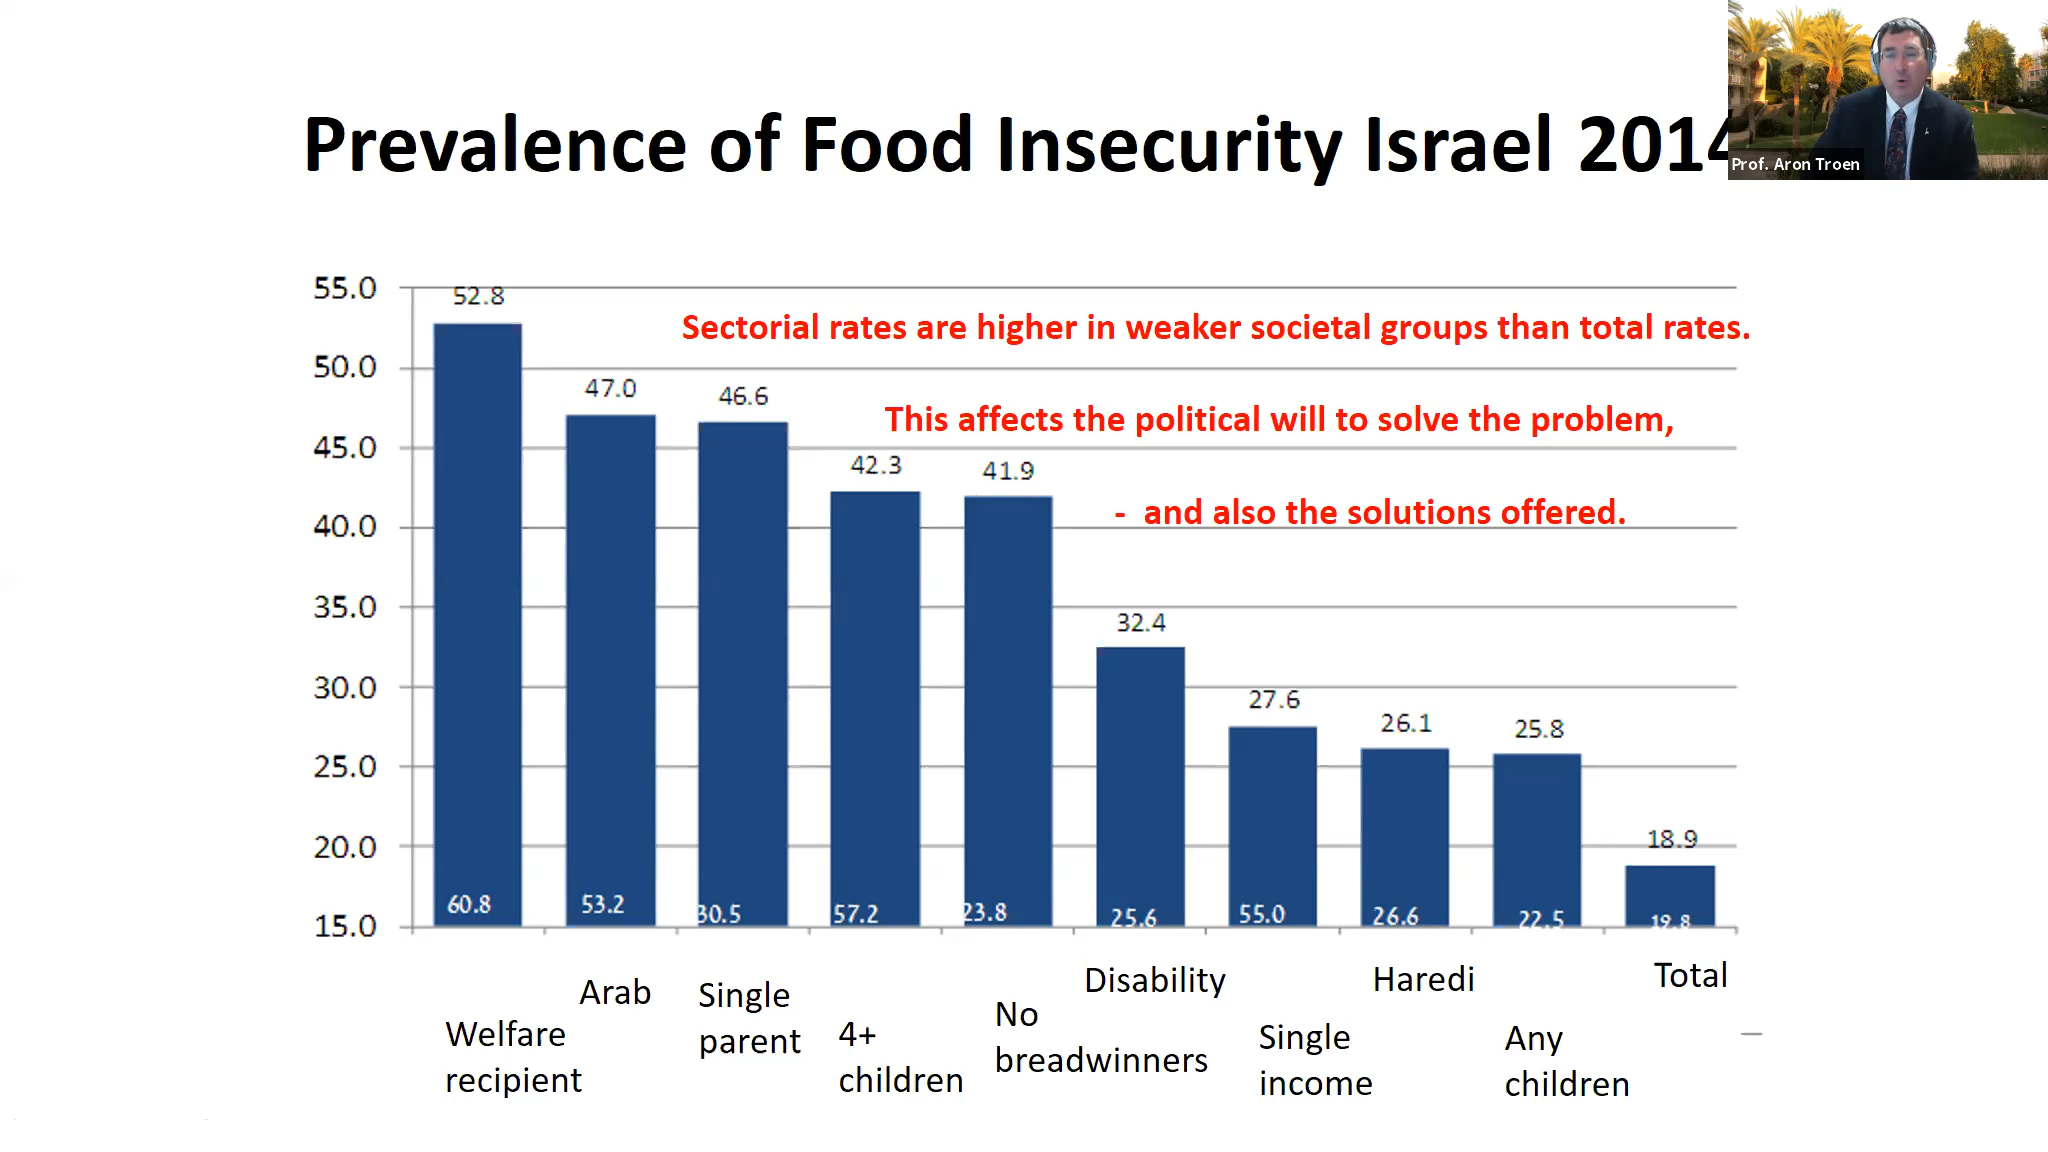 Prevalence of Food Insecurity Israel 2014
Prof. Aron Troen
Sectorial rates are higher in weaker societal groups than total rates.
This affects the political will to solve the problem,
- and also the solutions offered.
55.0
50.0
45.0
40.0
35.0
30.0
25.0
20.0
15.0
52.8
47.0
46.6
42.3
41.9
32.4
27.6
26.1
25.8
18.9
60.8
53.2
30.5
57.2
23.8
25.6
55.0
26.6
22.5
19.8
Welfare
recipient
Arab
Single
parent
4+
children
No
breadwinners
Disability
Single
income
Haredi
Any
children
Total